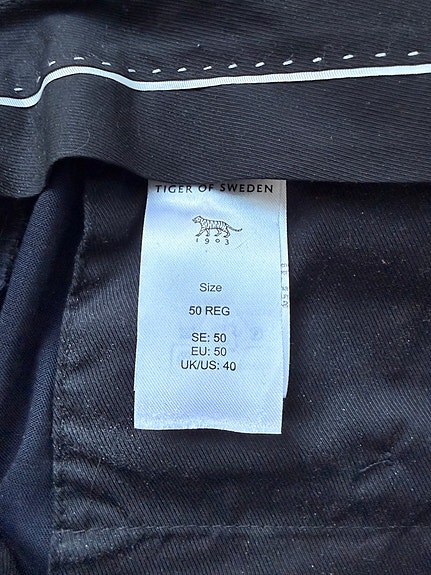 TIGER OF SWEDEN
1903
Size
50 REG
SE: 50
EU: 50
UK/US: 40